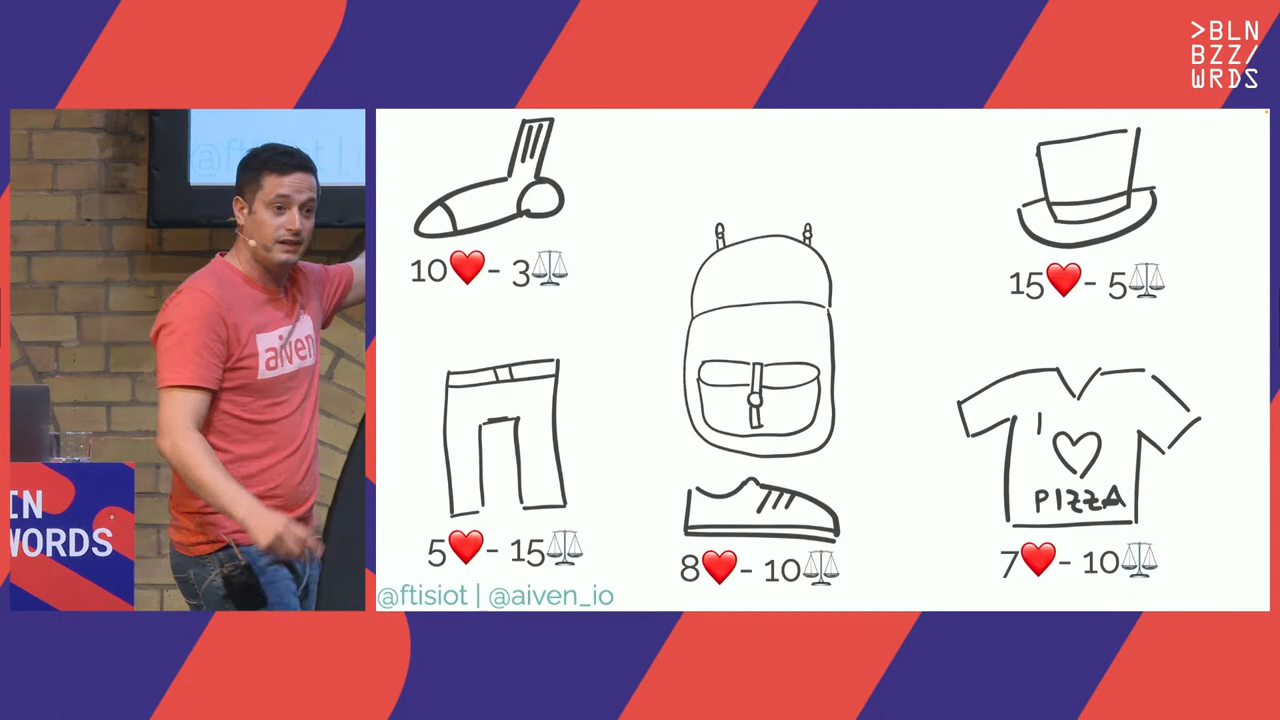 >BLN
BZZ/
WRDS
@ftisiot |
aiven
IN
WORDS
10❤️- 3⚖️
15❤️- 5⚖️
I
PIZZA
5❤️- 15⚖️
8❤️- 10⚖️
7❤️- 10⚖️
@ftisiot | @aiven_io